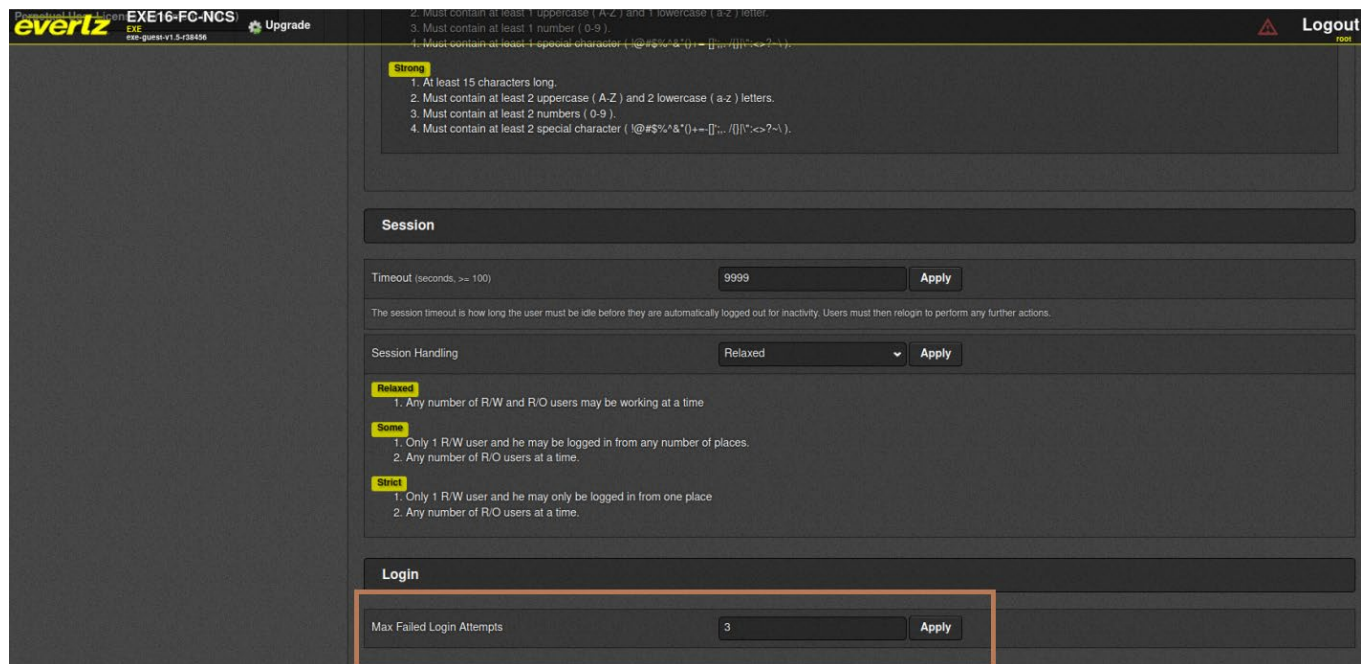 evertz
EXE16-FC-NCS
EXE
exe-guest-v1.5-r38456
Upgrade
Logout
root
2. Must contain at least 1 uppercase ( A-Z ) and 1 lowercase ( a-z ) letter.
3. Must contain at least 1 number ( 0-9 ).
Strong
1. At least 15 characters long.
2. Must contain at least 2 uppercase ( A-Z ) and 2 lowercase ( a-z ) letters.
3. Must contain at least 2 numbers ( 0-9 ).
4. Must contain at least 2 special character ( !@#$%^&*()+=-[]';,. /{}|\":<>?~\ ).
Session
Timeout (seconds, >= 100) 9999 Apply
The session timeout is how long the user must be idle before they are automatically logged out for inactivity. Users must then relogin to perform any further actions.
Session Handling Relaxed Apply
Relaxed
1. Any number of R/W and R/O users may be working at a time
Some
1. Only 1 R/W user and he may be logged in from any number of places.
2. Any number of R/O users at a time.
Strict
1. Only 1 R/W user and he may only be logged in from one place
2. Any number of R/O users at a time.
Login
Max Failed Login Attempts 3 Apply